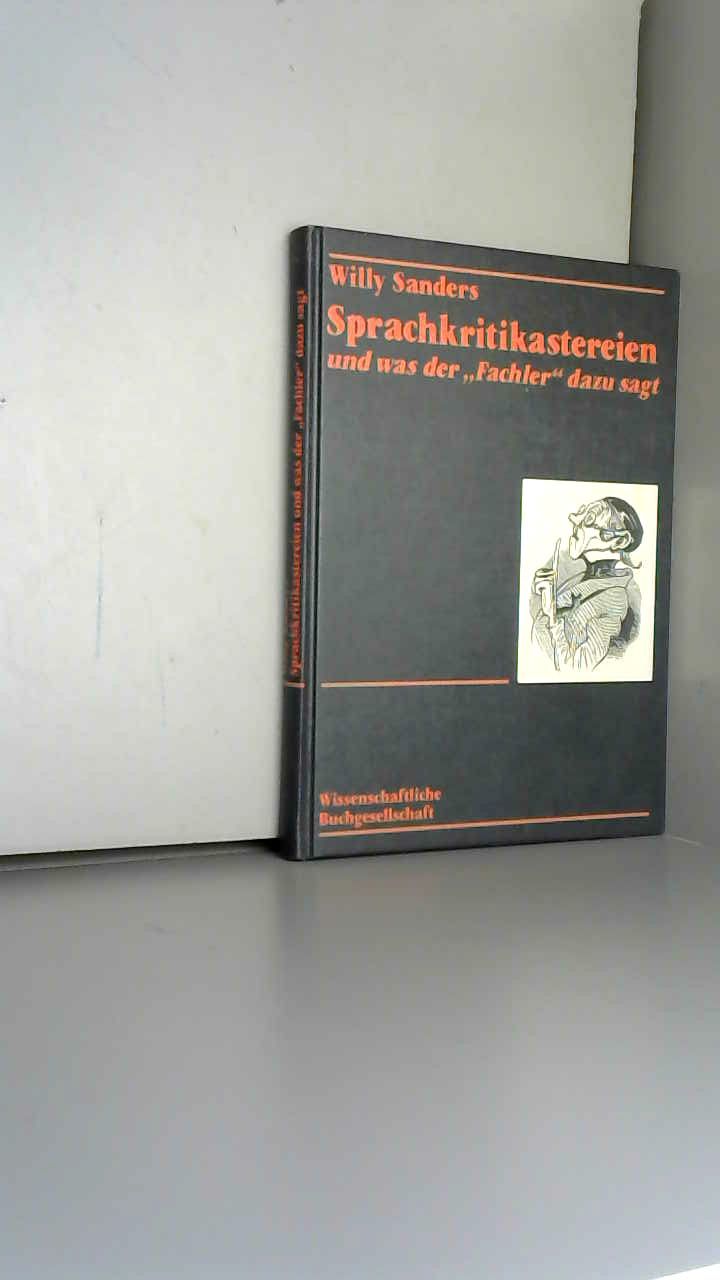 Willy Sanders
Sprachkritikastereien
und was der „Fachler“ dazu sagt
Wissenschaftliche
Buchgesellschaft
Sprachkritikastereien und was der „Fachler“ dazu sagt